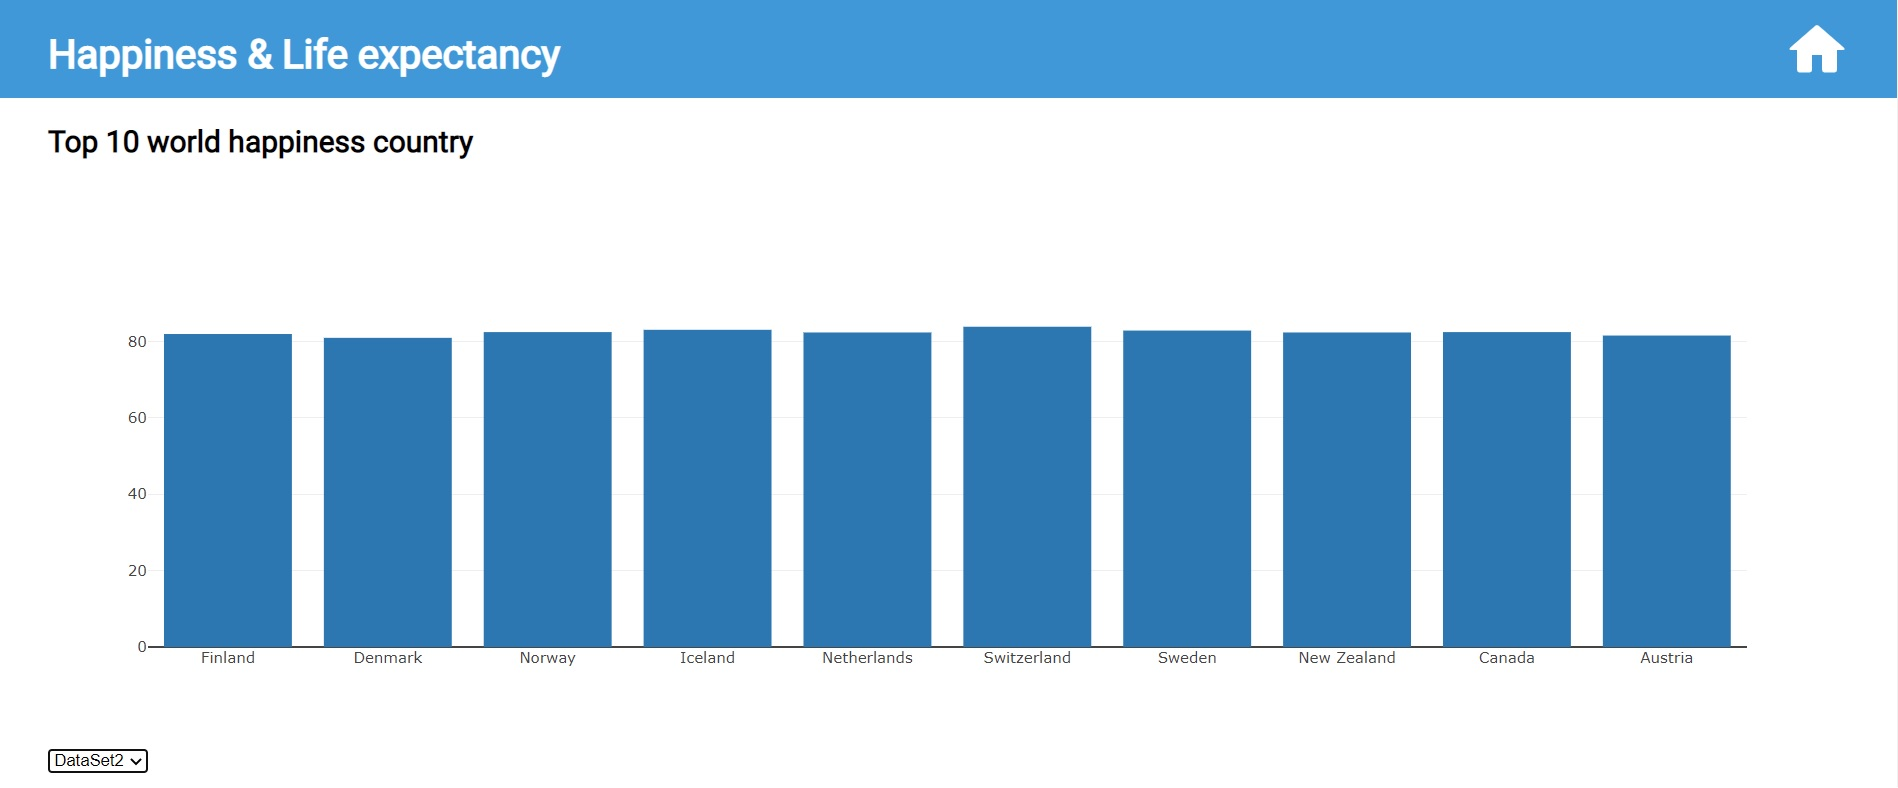 Happiness & Life expectancy
Top 10 world happiness country
80
60
40
20
0
Finland Denmark Norway Iceland Netherlands Switzerland Sweden New Zealand Canada Austria
DataSet2